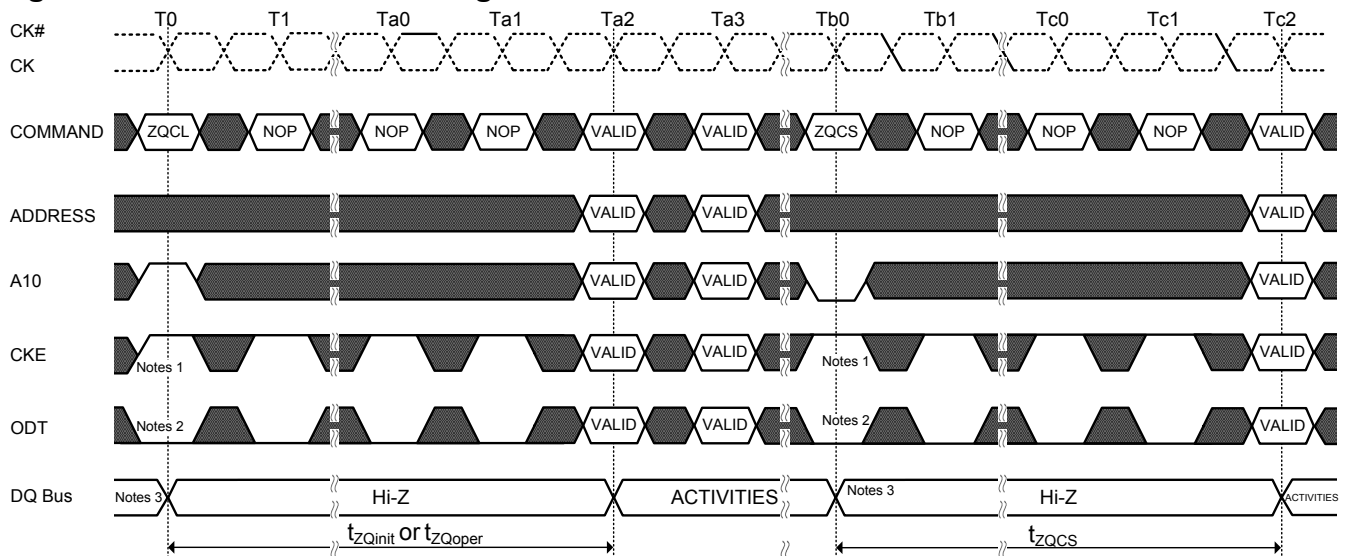 T0 T1 Ta0 Ta1 Ta2 Ta3 Tb0 Tb1 Tc0 Tc1 Tc2
CK#
CK
COMMAND ZQCL NOP NOP NOP VALID VALID ZQCS NOP NOP NOP VALID
ADDRESS VALID VALID VALID
A10 VALID VALID VALID
CKE Notes 1 VALID VALID Notes 1 VALID
ODT Notes 2 VALID VALID Notes 2 VALID
DQ Bus Notes 3 Hi-Z ACTIVITIES Notes 3 Hi-Z ACTIVITIES
tZQinit or tZQoper tZQCS